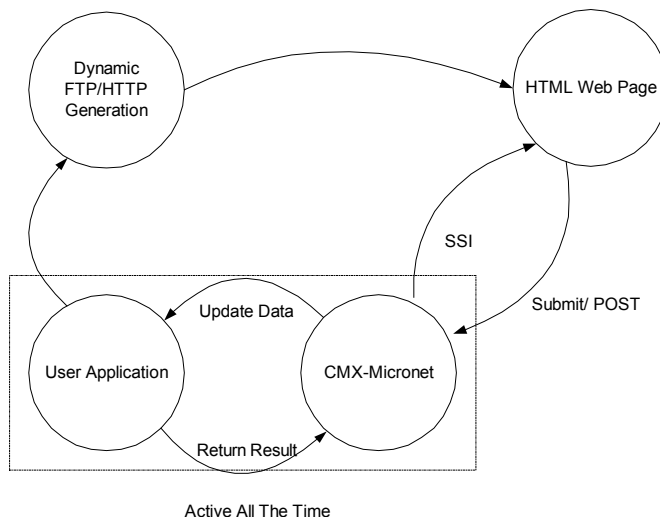 Dynamic
FTP/HTTP
Generation
HTML Web Page
SSI
Update Data
Submit/ POST
User Application
CMX-Micronet
Return Result
Active All The Time